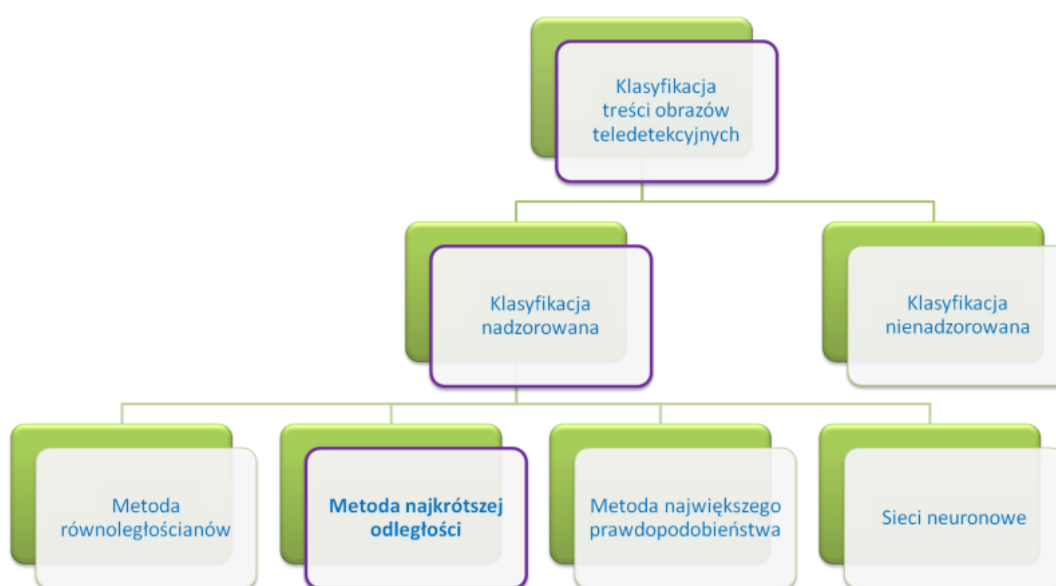 Klasyfikacja
treści obrazów
teledetekcyjnych
Klasyfikacja
nadzorowana
Klasyfikacja
nienadzorowana
Metoda
równoległościanów
Metoda najkrótszej
odległości
Metoda największego
prawdopodobieństwa
Sieci neuronowe